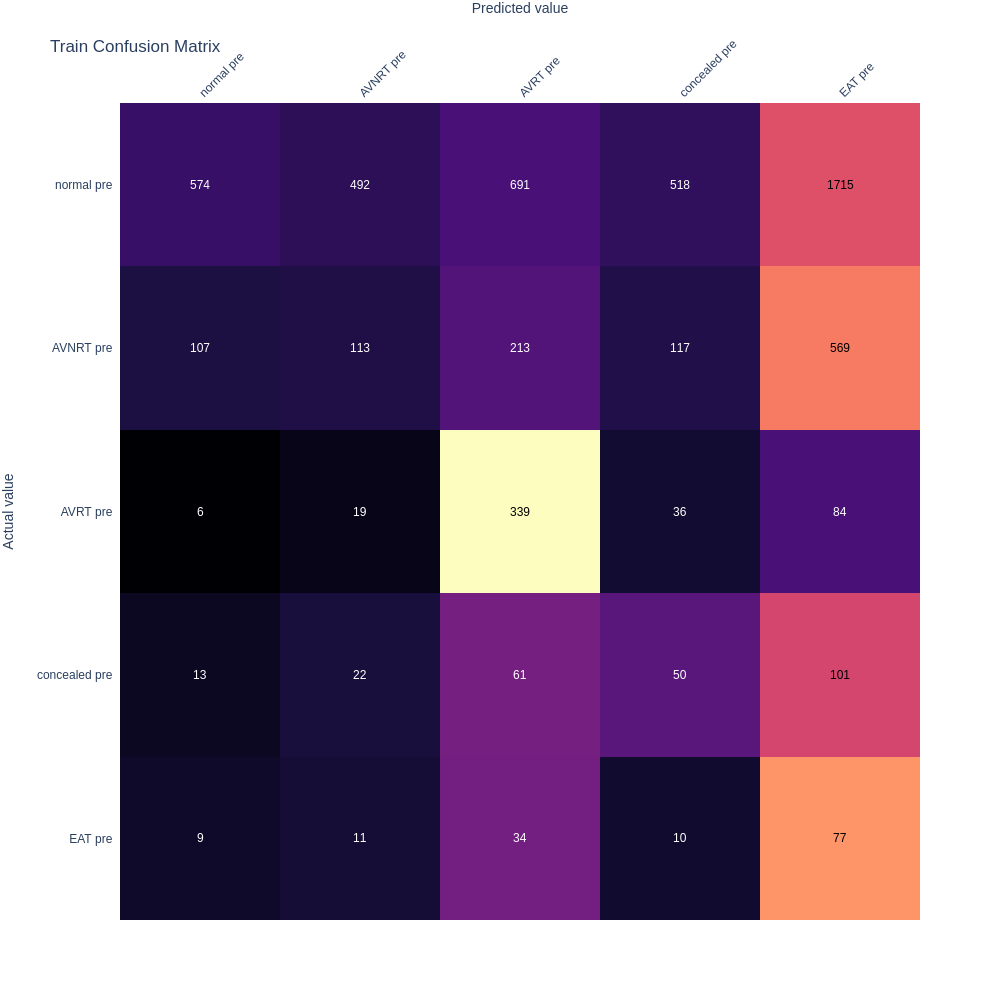 Predicted value
Train Confusion Matrix
normal pre AVNRT pre AVRT pre concealed pre EAT pre
normal pre 574 492 691 518 1715
AVNRT pre 107 113 213 117 569
Actual value
AVRT pre 6 19 339 36 84
concealed pre 13 22 61 50 101
EAT pre 9 11 34 10 77